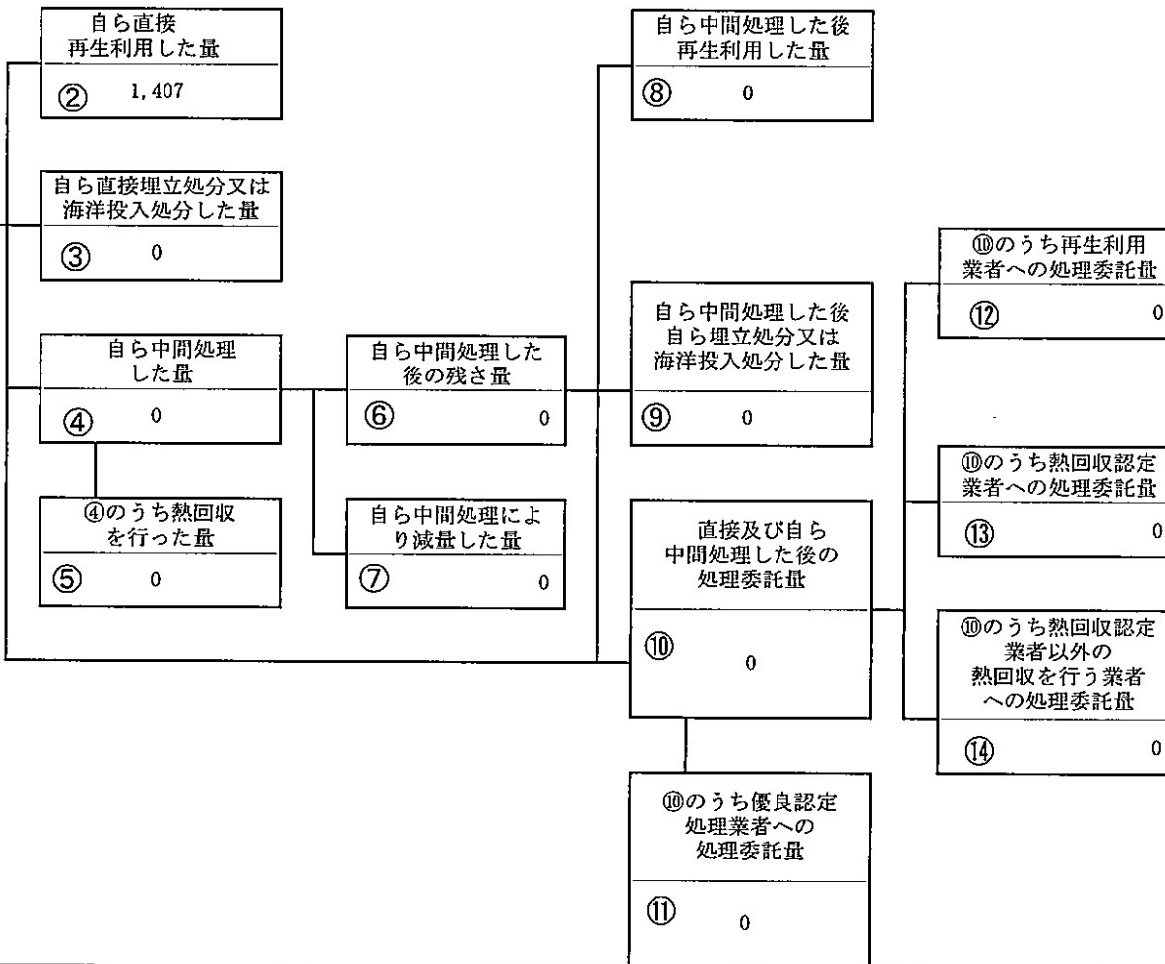 自ら直接
再生利用した量
② 1,407
自ら直接埋立処分又は
海洋投入処分した量
③ 0
自ら中間処理
した量
④ 0
④のうち熱回収
を行った量
⑤ 0
自ら中間処理した
後の残さ量
⑥ 0
自ら中間処理によ
り減量した量
⑦ 0
自ら中間処理した後
再生利用した量
⑧ 0
自ら中間処理した後
自ら埋立処分又は
海洋投入処分した量
⑨ 0
直接及び自ら
中間処理した後の
処理委託量
⑩ 0
⑩のうち優良認定
処理業者への
処理委託量
⑪ 0
⑩のうち再生利用
業者への処理委託量
⑫ 0
⑩のうち熱回収認定
業者への処理委託量
⑬ 0
⑩のうち熱回収認定
業者以外の
熱回収を行う業者
への処理委託量
⑭ 0